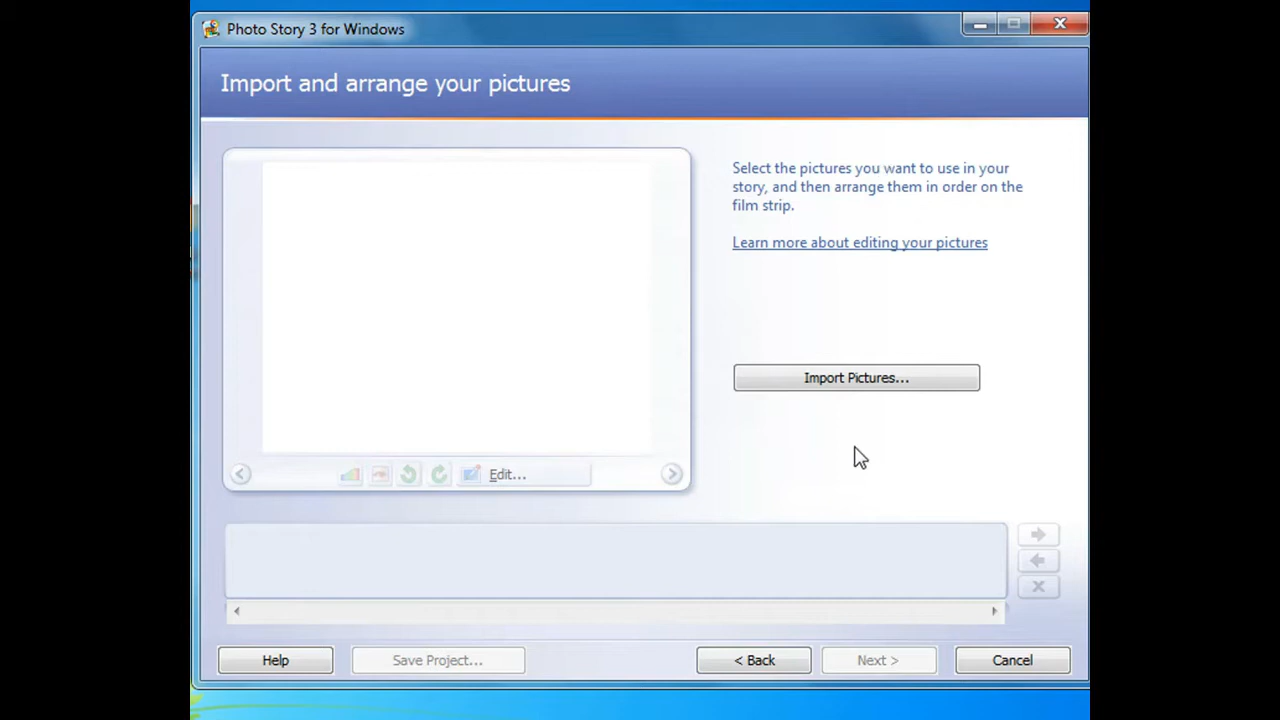 Photo Story 3 for Windows
Import and arrange your pictures
Select the pictures you want to use in your
story, and then arrange them in order on the
film strip.
Learn more about editing your pictures
Import Pictures...
Edit...
Help
Save Project...
< Back
Next >
Cancel